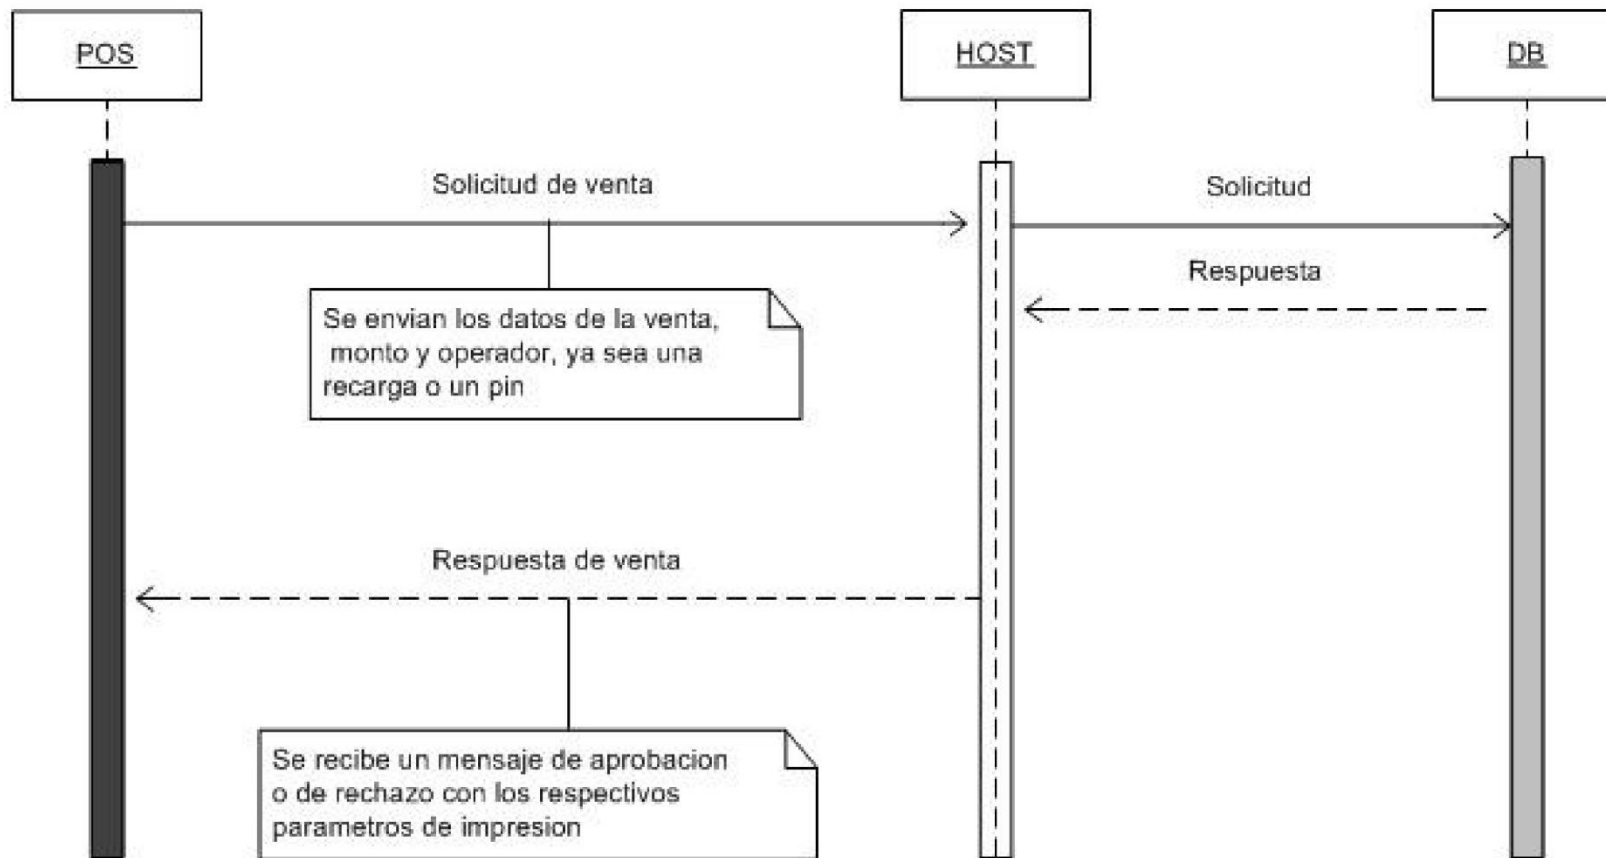 POS
HOST
DB
Solicitud de venta
Solicitud
Respuesta
Se envian los datos de la venta,
monto y operador, ya sea una
recarga o un pin
Respuesta de venta
Se recibe un mensaje de aprobacion
o de rechazo con los respectivos
parametros de impresion